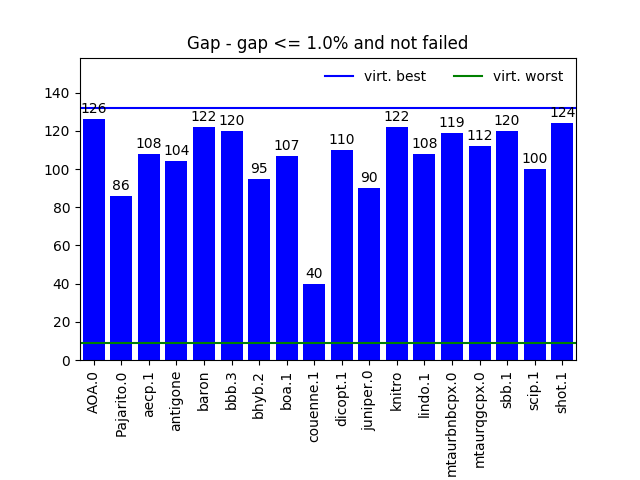 Gap - gap <= 1.0% and not failed
virt. best virt. worst
140
120
100
80
60
40
20
0
126 86 108 104 122 120 95 107 40 110 90 122 108 119 112 120 100 124
AOA.0
Pajarito.0
aecp.1
antigone
baron
bbb.3
bhyb.2
boa.1
couenne.1
dicopt.1
juniper.0
knitro
lindo.1
mtaurbnbcpx.0
mtaurqgcpx.0
sbb.1
scip.1
shot.1